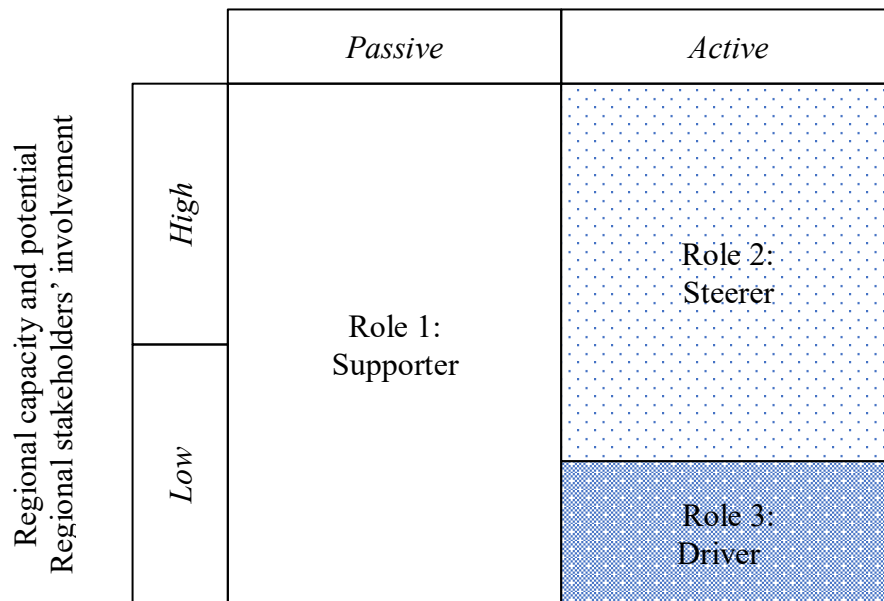 Passive
Active
Regional capacity and potential
Regional stakeholders’ involvement
High
Low
Role 1:
Supporter
Role 2:
Steerer
Role 3:
Driver